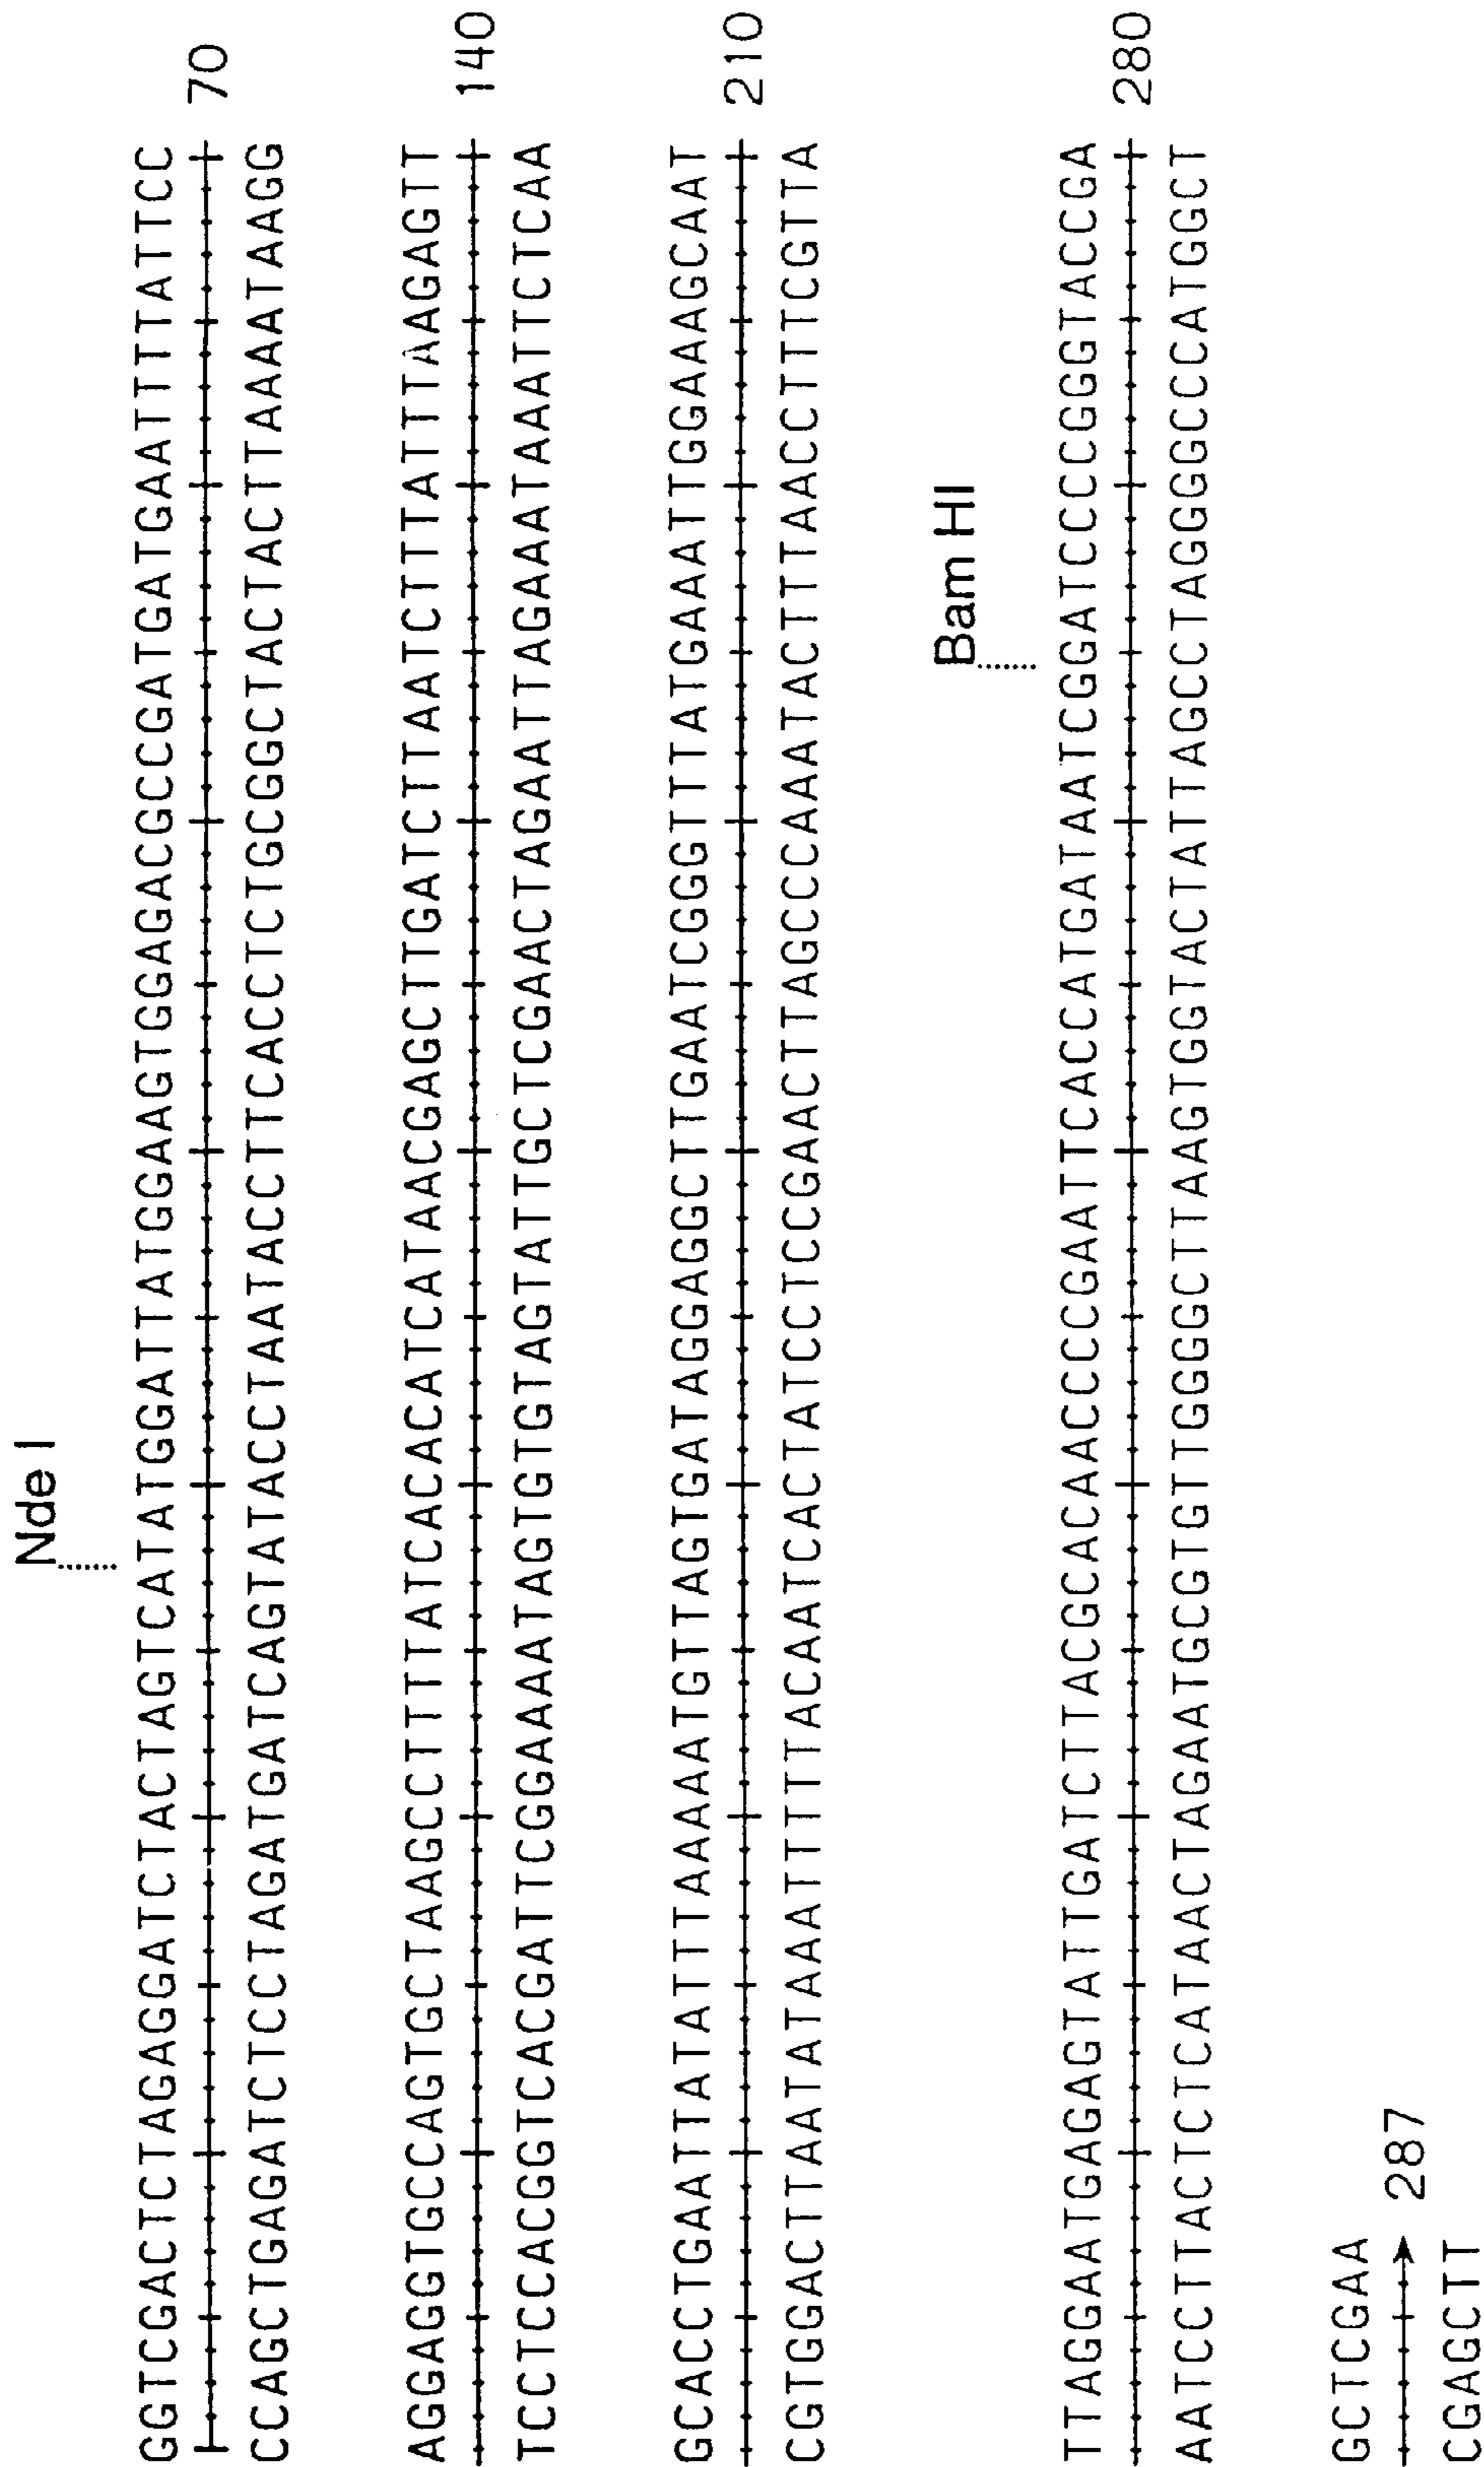 Nde I
GGTCGACTCTAGAGGATCTACTAGTCATATGGATTATGGAAGTGGAGACGCCGATGATGAATTTTATTCC
70
CCAGCTGAGATCTCCTAGATGATCAGTATACCTAATACCTTCACCTCTGCGGCTACTACTTAAAATAAGG
AGGAGGTGCCAGTGCTAAGCCTTTTATCACACATCATAACGAGCTTGATCTTAATCTTTATTTAAGAGTT
140
TCCTCCACGGTCACGATTCGGAAAATAGTGTGTAGTATTGCTCGAACTAGAATTAGAAATAAATTCTCAA
GCACCTGAATTATATTTAAAAATGTTAGTGATAGGAGGCTTGAATCGGGTTTATGAAATTGGAAAGCAAT
210
CGTGGACTTAATATAAATTTTTACAATCACTATCCTCCGAACTTAGCCCAAATACTTTAACCTTTCGTTA
Bam HI
TTAGGAATGAGAGTATTGATCTTACGCACAACCCCGAATTCACCATGATAATCGGATCCCCGGGTACCGA
280
AATCCTTACTCTCATAACTAGAATGCGTGTTGGGGCTTAAGTGGTACTATTAGCCTAGGGGCCCATGGCT
GCTCGAA
287
CGAGCTT